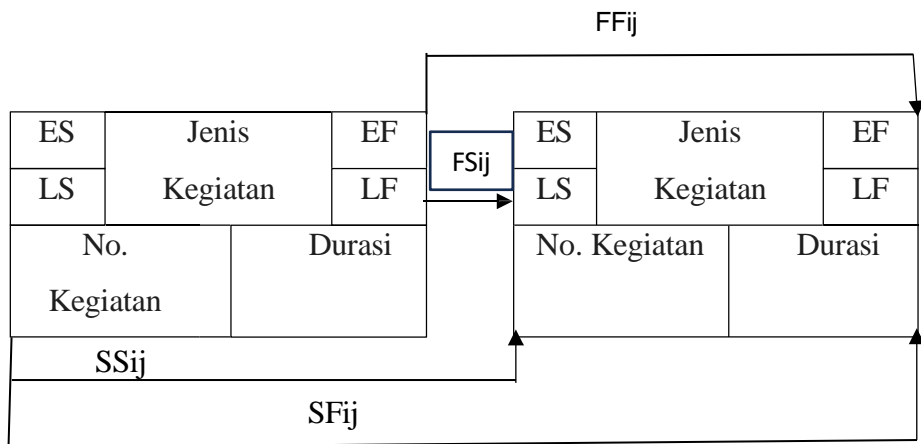 FFij
ES
Jenis
Kegiatan
EF
LS
LF
No.
Kegiatan
Durasi
FSij
ES
Jenis
Kegiatan
EF
LS
LF
No. Kegiatan
Durasi
SSij
SFij